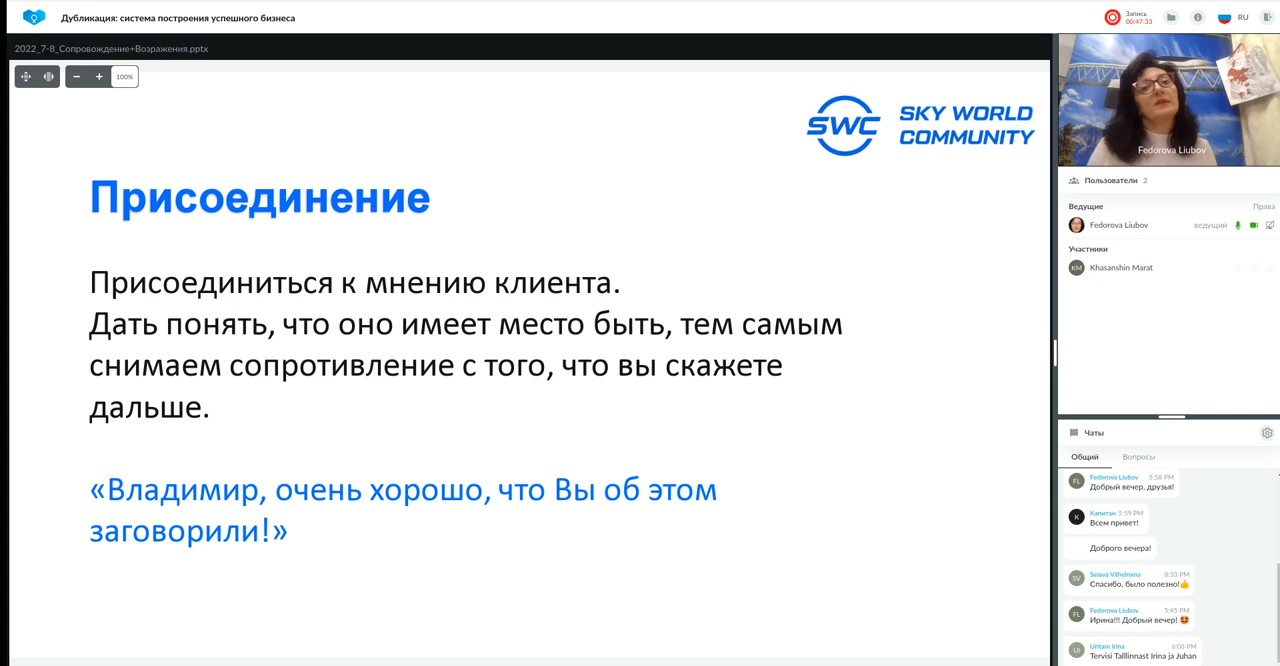 Дубликация: система построения успешного бизнеса
Запись
00:47:33
RU
2022_7-8_Сопровождение+Возражения.pptx
100%
SWC
SKY WORLD
COMMUNITY
Присоединение
Присоединиться к мнению клиента.
Дать понять, что оно имеет место быть, тем самым
снимаем сопротивление с того, что вы скажете
дальше.
«Владимир, очень хорошо, что Вы об этом
заговорили!»
Fedorova Liubov
Пользователи 2
Ведущие Права
Fedorova Liubov ведущий
Участники
KM Khasanshin Marat
Чаты
Общий Вопросы
FL Fedorova Liubov 5:58 PM
Добрый вечер, друзья!
К Капитан 5:59 PM
Всем привет!
Доброго вечера!
SV Selava Vilhelmina 8:33 PM
Спасибо, было полезно!👍
FL Fedorova Liubov 5:45 PM
Ирина!!! Добрый вечер! 🤩
UI Uritam Irina 6:06 PM
Tervisi Talllinnast Irina ja Juhan